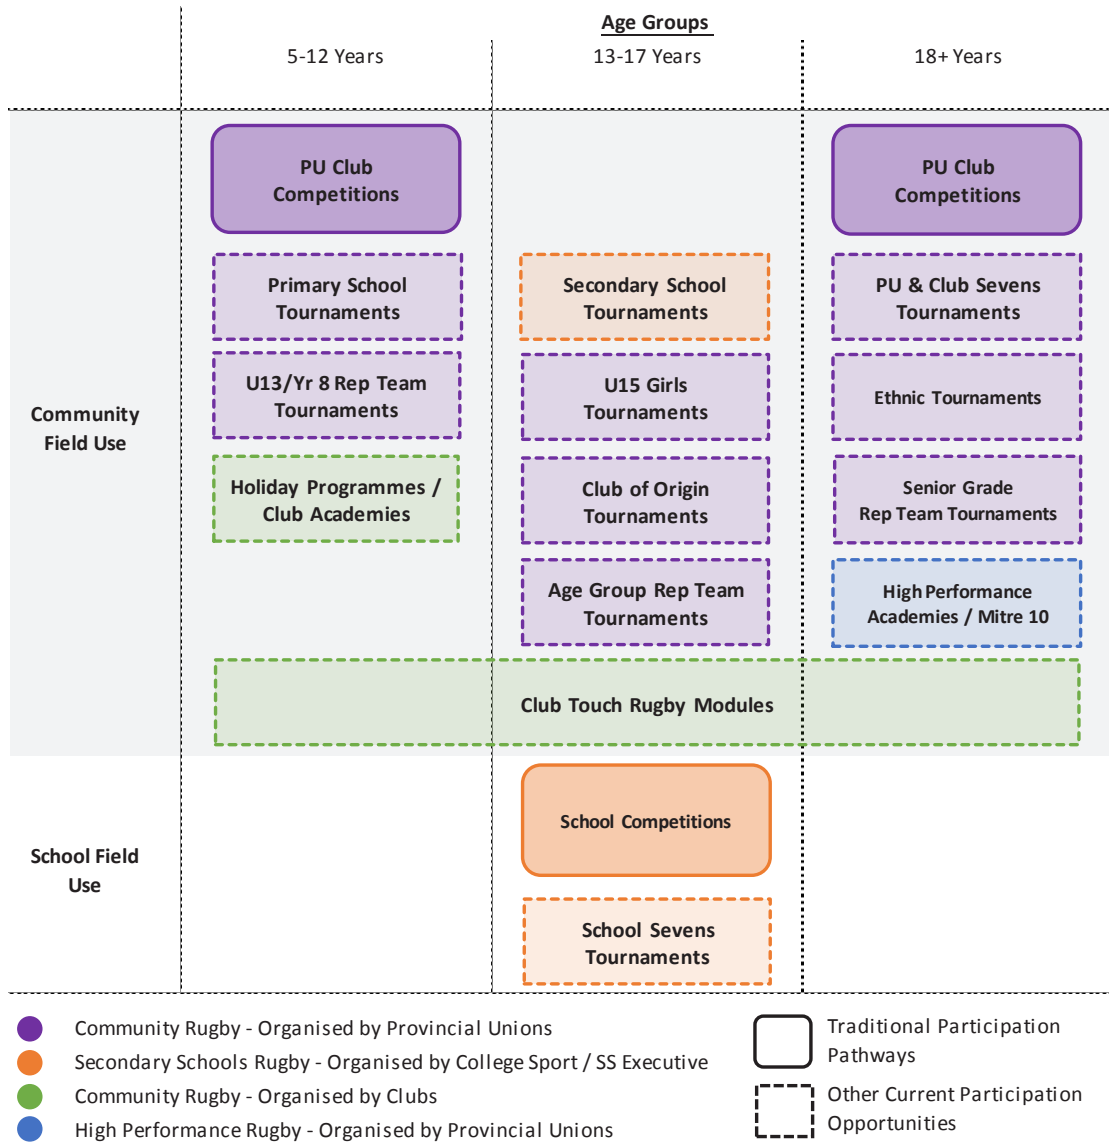 Age Groups
5-12 Years
13-17 Years
18+ Years
Community
Field Use
PU Club
Competitions
Primary School
Tournaments
U13/Yr 8 Rep Team
Tournaments
Holiday Programmes /
Club Academies
Secondary School
Tournaments
U15 Girls
Tournaments
Club of Origin
Tournaments
Age Group Rep Team
Tournaments
PU Club
Competitions
PU & Club Sevens
Tournaments
Ethnic Tournaments
Senior Grade
Rep Team Tournaments
High Performance
Academies / Mitre 10
Club Touch Rugby Modules
School Field
Use
School Competitions
School Sevens
Tournaments
Community Rugby - Organised by Provincial Unions
Secondary Schools Rugby - Organised by College Sport / SS Executive
Community Rugby - Organised by Clubs
High Performance Rugby - Organised by Provincial Unions
Traditional Participation
Pathways
Other Current Participation
Opportunities